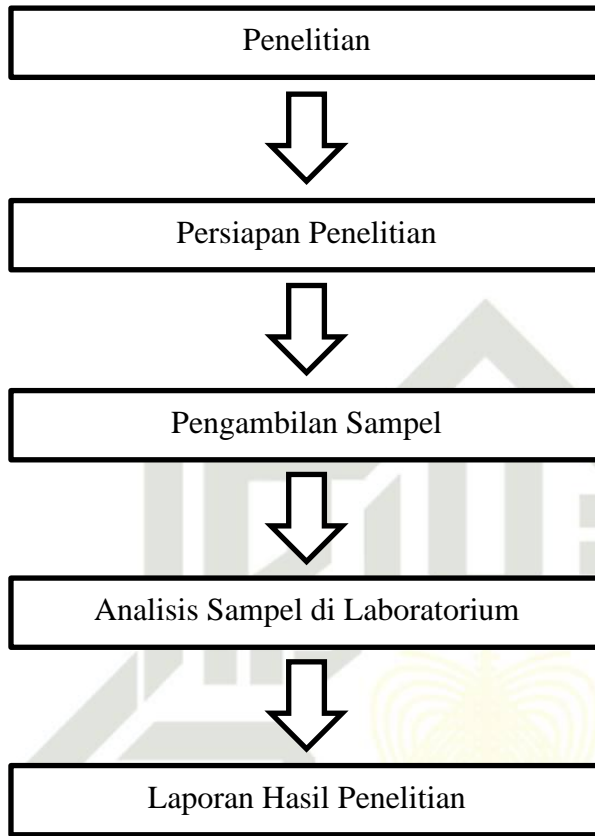 Penelitian
Persiapan Penelitian
Pengambilan Sampel
Analisis Sampel di Laboratorium
Laporan Hasil Penelitian